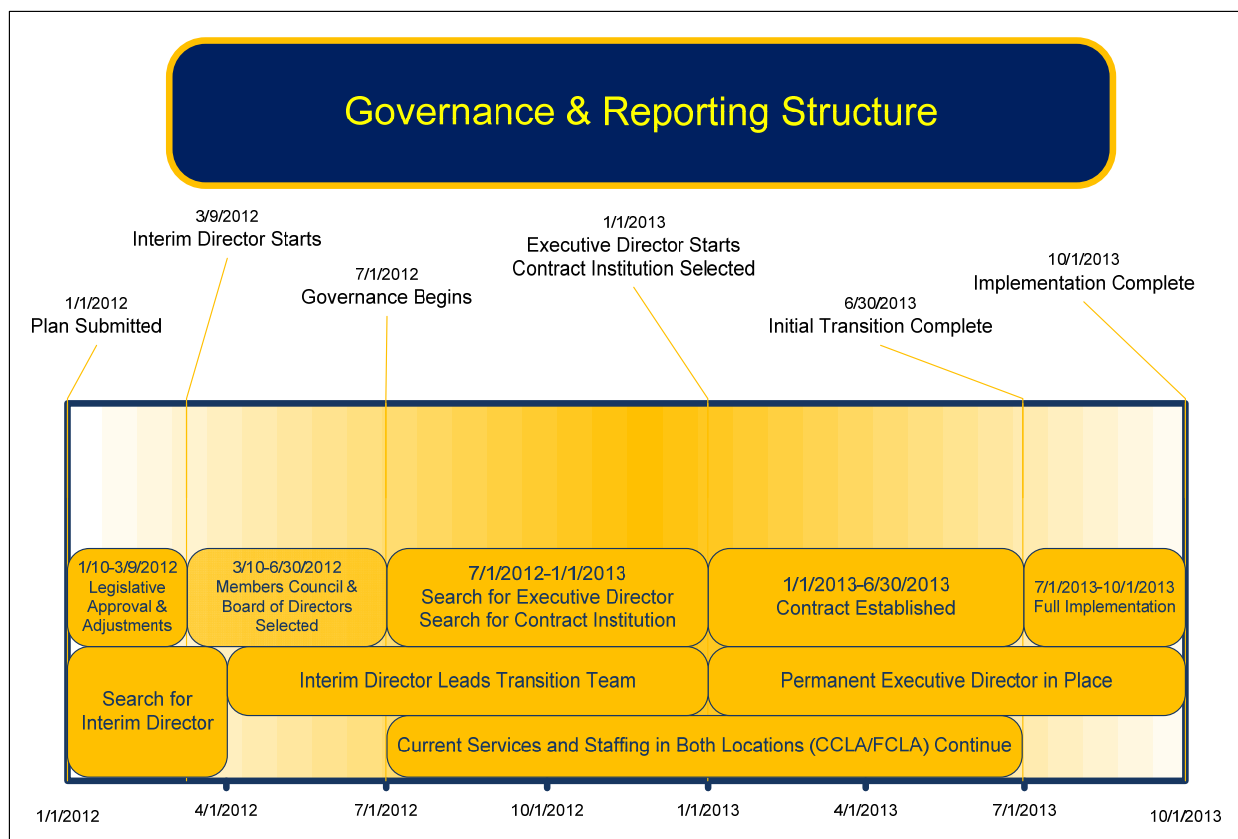 Governance & Reporting Structure
3/9/2012
Interim Director Starts
1/1/2013
Executive Director Starts
Contract Institution Selected
10/1/2013
Implementation Complete
7/1/2012
Governance Begins
1/1/2012
Plan Submitted
6/30/2013
Initial Transition Complete
1/10-3/9/2012
Legislative
Approval &
Adjustments
3/10-6/30/2012
Members Council &
Board of Directors
Selected
7/1/2012-1/1/2013
Search for Executive Director
Search for Contract Institution
1/1/2013-6/30/2013
Contract Established
7/1/2013-10/1/2013
Full Implementation
Search for
Interim Director
Interim Director Leads Transition Team
Permanent Executive Director in Place
Current Services and Staffing in Both Locations (CCLA/FCLA) Continue
1/1/2012
4/1/2012
7/1/2012
10/1/2012
1/1/2013
4/1/2013
7/1/2013
10/1/2013